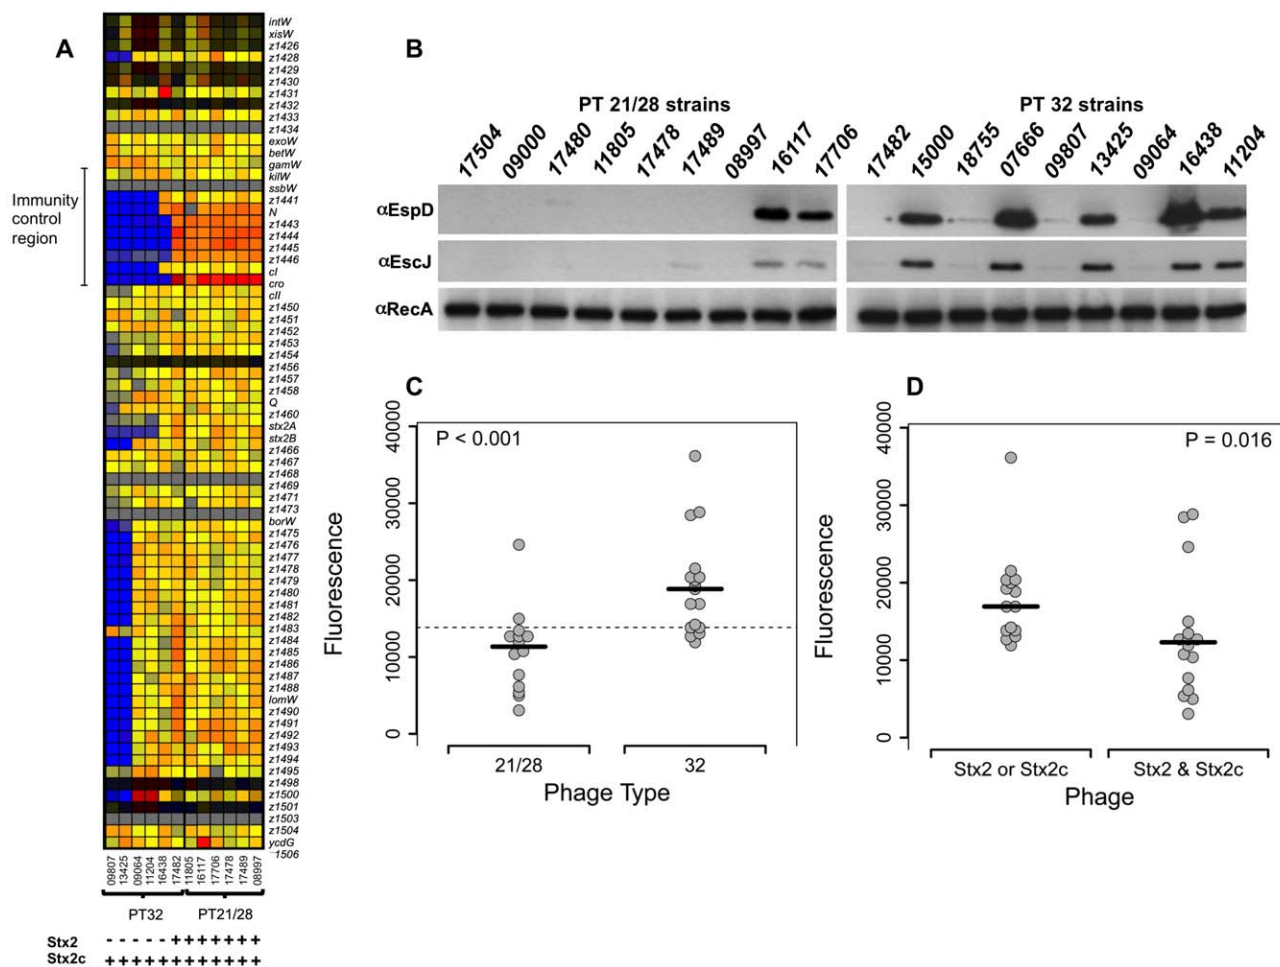 A
intW
xisW
z1426
z1428
z1429
z1430
z1431
z1432
z1433
z1434
exoW
betW
gamW
kilW
ssbW
z1441
N
z1443
z1444
z1445
z1446
cI
cro
cII
z1450
z1451
z1452
z1453
z1454
z1456
z1457
z1458
Q
z1460
stx2A
stx2B
z1466
z1467
z1468
z1469
z1471
z1473
borW
z1475
z1476
z1477
z1478
z1479
z1480
z1481
z1482
z1483
z1484
z1485
z1486
z1487
z1488
lomW
z1490
z1491
z1492
z1493
z1494
z1495
z1498
z1500
z1501
z1503
z1504
ycdG
1506
Immunity
control
region
09807 13425 09064 11204 16438 17482 11805 16117 17706 17478 17489 08997
PT32 PT21/28
Stx2 - - - - - + + + + + + +
Stx2c + + + + + + + + + + + +
B
PT 21/28 strains PT 32 strains
17504 09000 17480 11805 17478 17489 08997 16117 17706 17482 15000 18755 07666 09807 13425 09064 16438 11204
αEspD
αEscJ
αRecA
C
P < 0.001
Fluorescence
40000
30000
20000
10000
0
21/28 32
Phage Type
D
P = 0.016
Fluorescence
40000
30000
20000
10000
0
Stx2 or Stx2c Stx2 & Stx2c
Phage